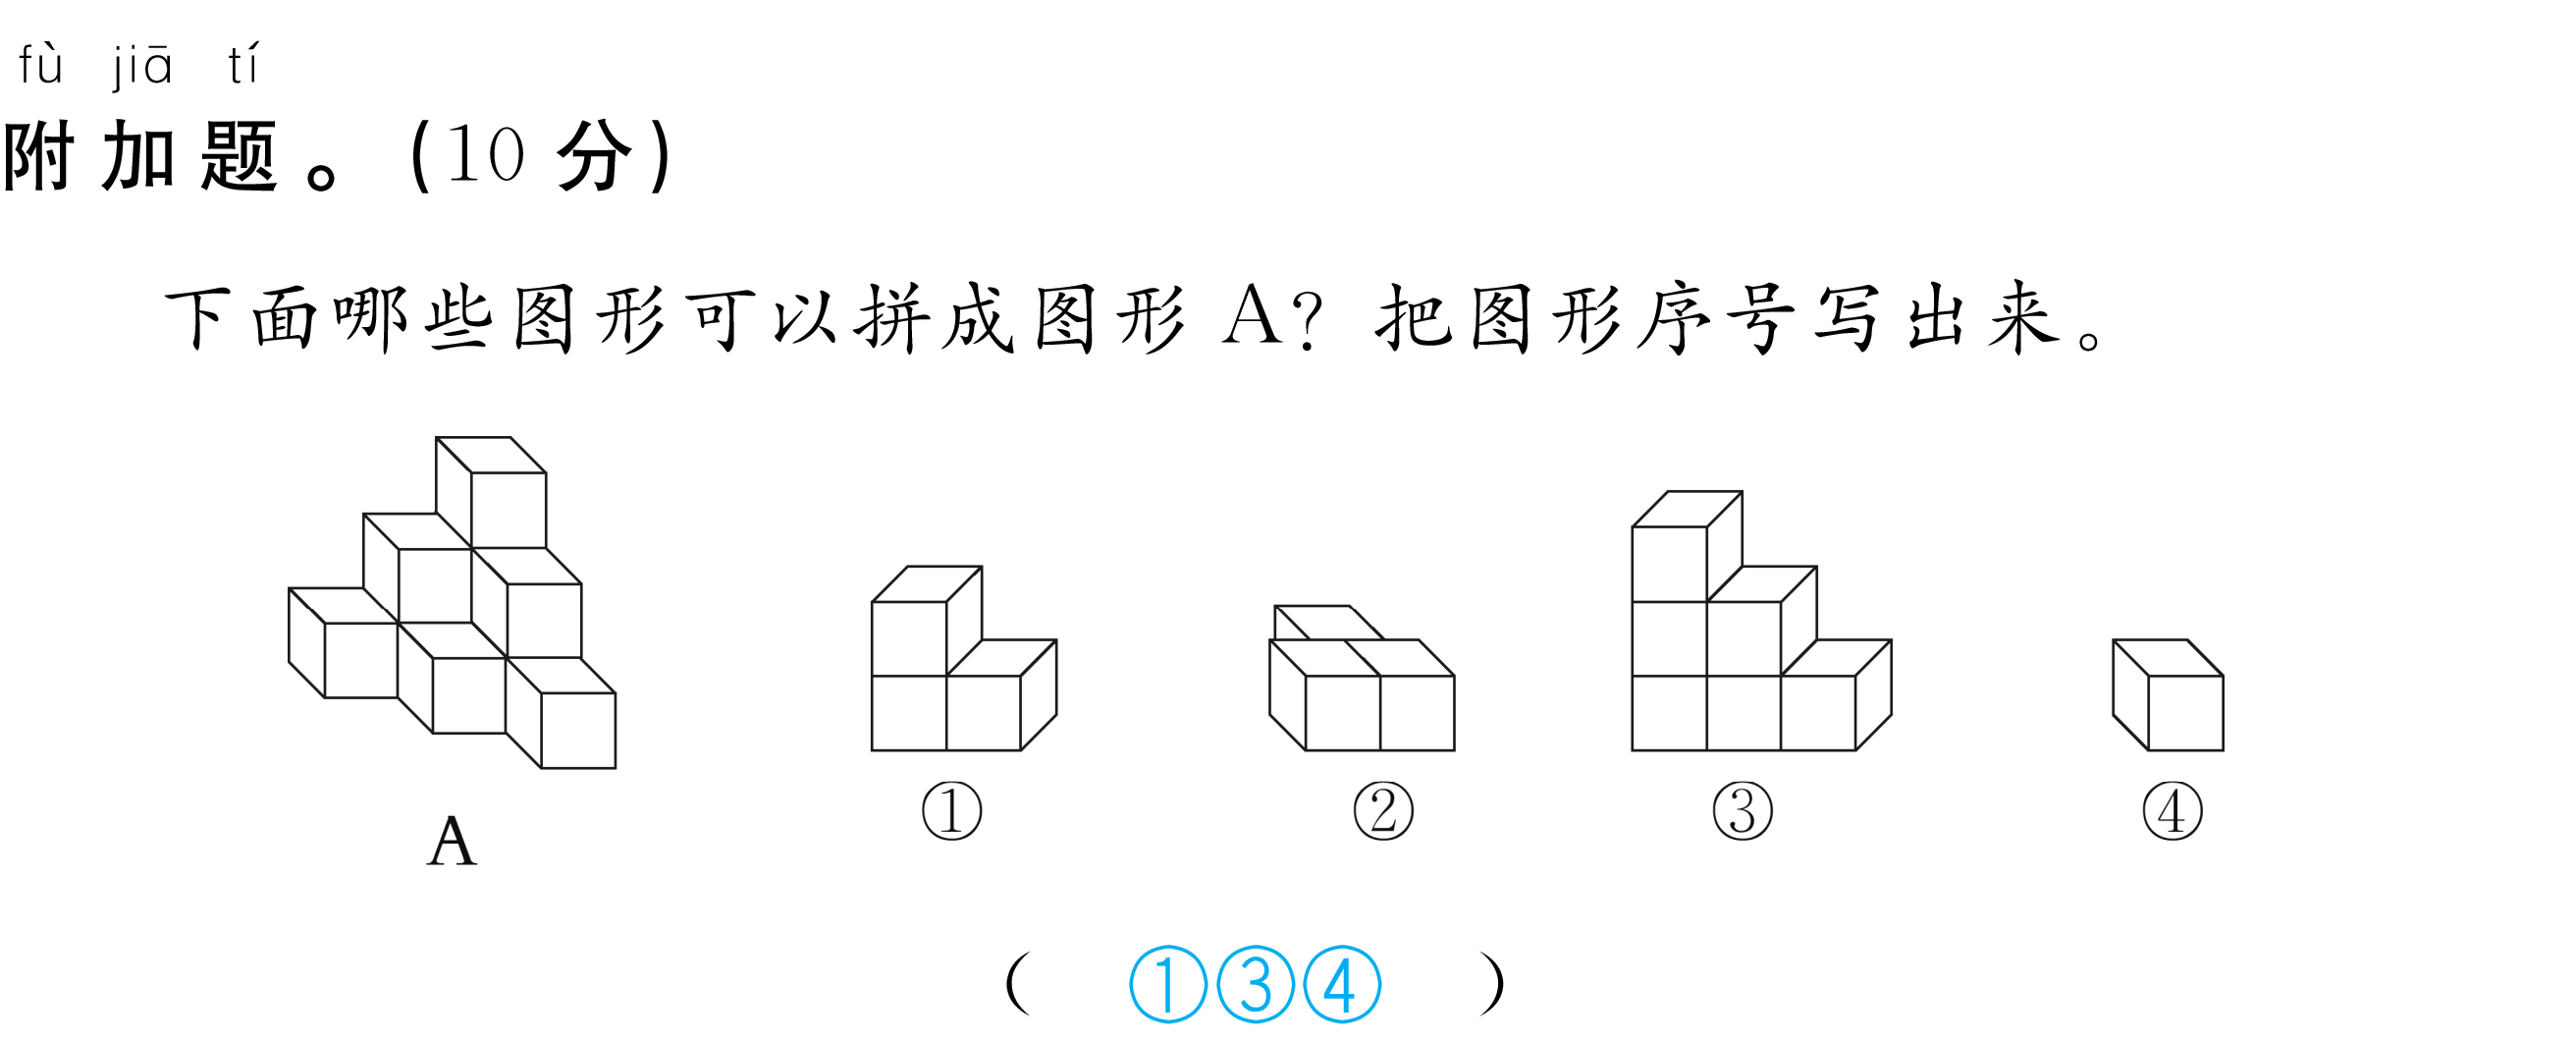 fù jiā tí
附加题。(10分)
下面哪些图形可以拼成图形A?把图形序号写出来。
A ① ② ③ ④
( ①③④ )